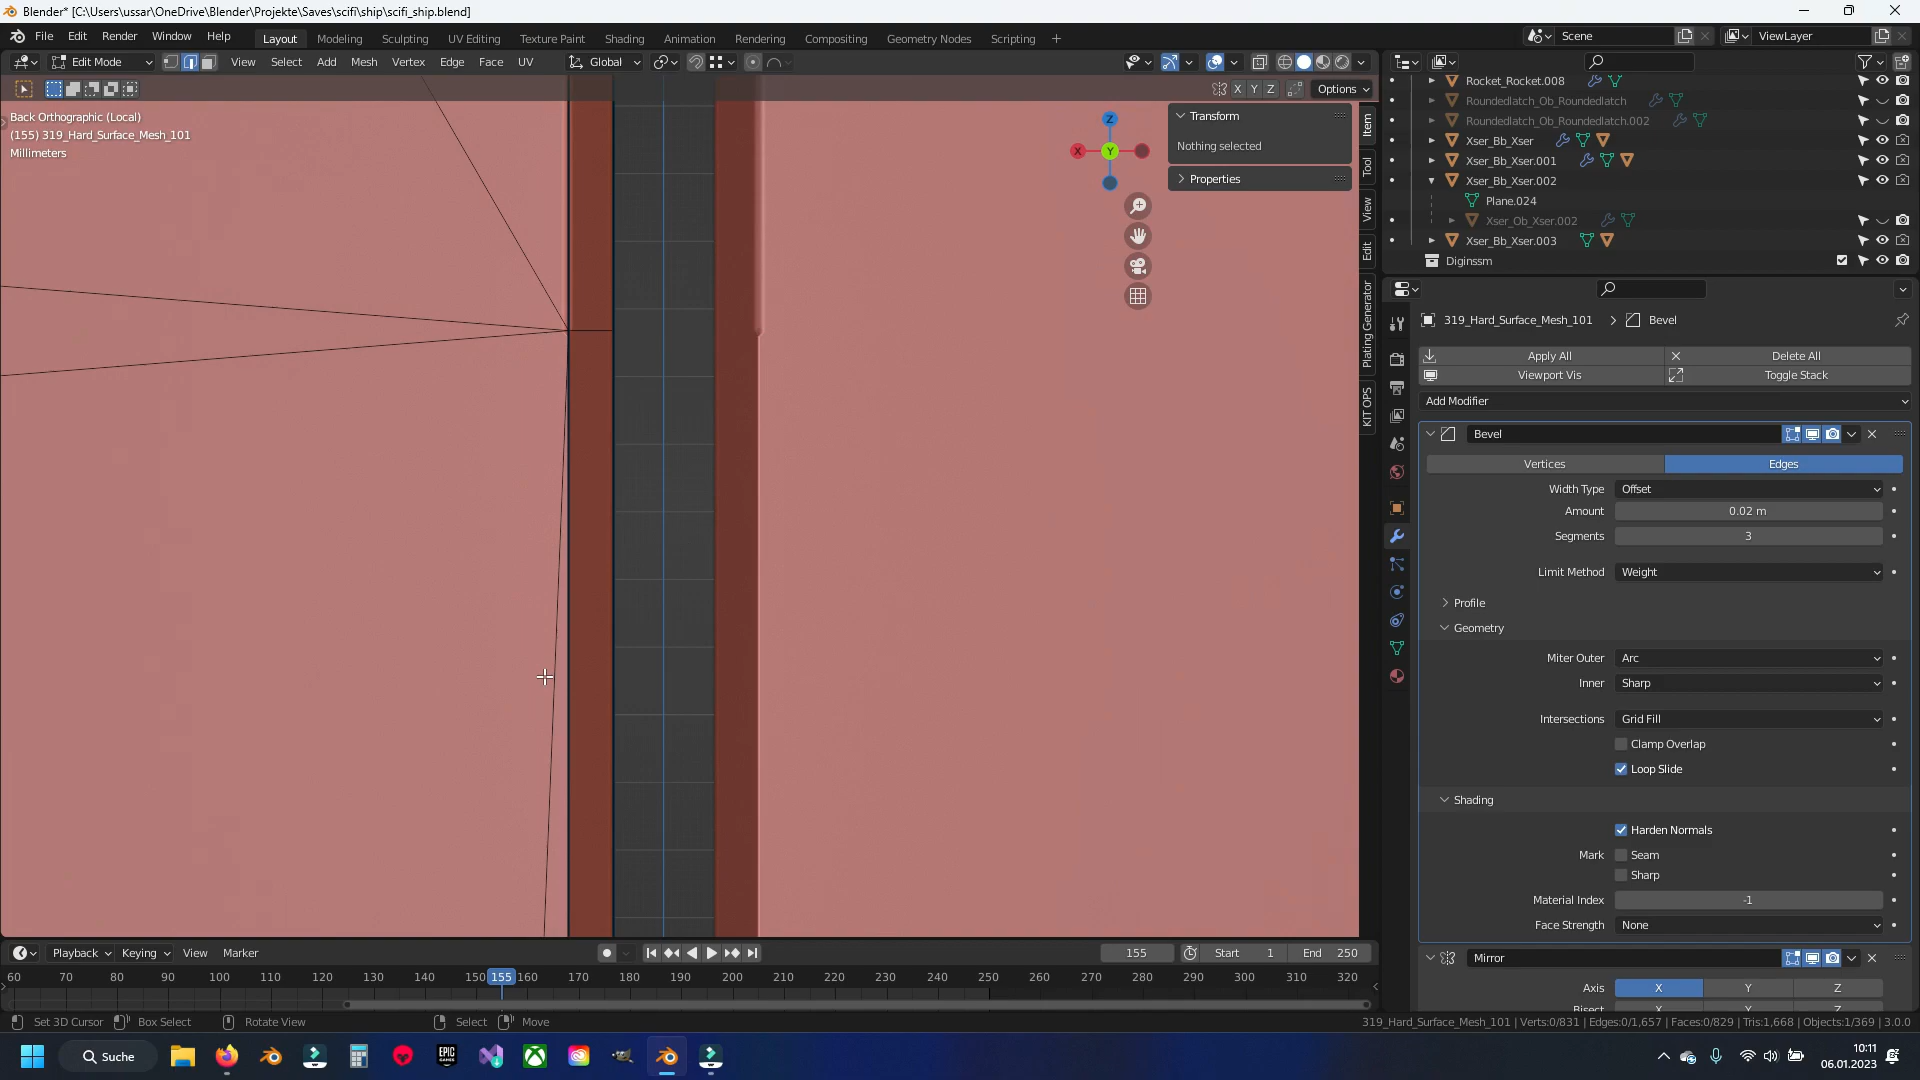 Blender* [C:\Users\ussar\OneDrive\Blender\Projekte\Saves\scifi\ship\scifi_ship.blend]
File Edit Render Window Help
Layout Modeling Sculpting UV Editing Texture Paint Shading Animation Rendering Compositing Geometry Nodes Scripting +
Scene
ViewLayer
Edit Mode View Select Add Mesh Vertex Edge Face UV
Global
X Y Z Options
Back Orthographic (Local)
(155) 319_Hard_Surface_Mesh_101
Millimeters
Z
X Y
Transform
Nothing selected
Properties
Item
Tool
View
Edit
Plating Generator
KIT OPS
Rocket_Rocket.008
Roundedlatch_Ob_Roundedlatch
Roundedlatch_Ob_Roundedlatch.002
Xser_Bb_Xser
Xser_Bb_Xser.001
Xser_Bb_Xser.002
Plane.024
Xser_Ob_Xser.002
Xser_Bb_Xser.003
Diginssm
319_Hard_Surface_Mesh_101 > Bevel
Apply All Delete All
Viewport Vis Toggle Stack
Add Modifier
Bevel
Vertices Edges
Width Type Offset
Amount 0.02 m
Segments 3
Limit Method Weight
Profile
Geometry
Miter Outer Arc
Inner Sharp
Intersections Grid Fill
Clamp Overlap
Loop Slide
Shading
Harden Normals
Mark Seam
Sharp
Material Index -1
Face Strength None
Mirror
Axis X Y Z
Bisect X Y Z
Playback Keying View Marker
155 Start 1 End 250
60 70 80 90 100 110 120 130 140 150 155 160 170 180 190 200 210 220 230 240 250 260 270 280 290 300 310 320
Set 3D Cursor Box Select Rotate View Select Move
319_Hard_Surface_Mesh_101 | Verts:0/831 | Edges:0/1,657 | Faces:0/829 | Tris:1,668 | Objects:1/369 | 3.0.0
Suche
EPIC GAMES
10:11
06.01.2023